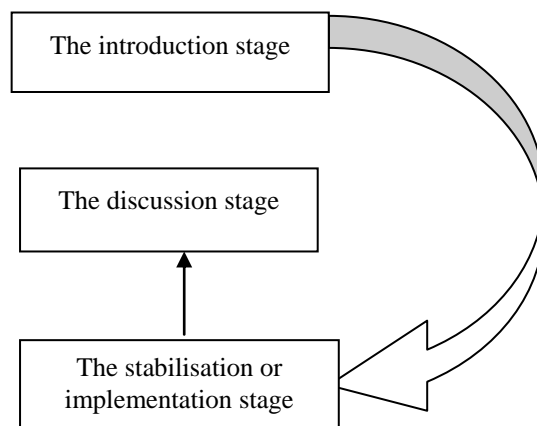 The introduction stage
The discussion stage
The stabilisation or
implementation stage